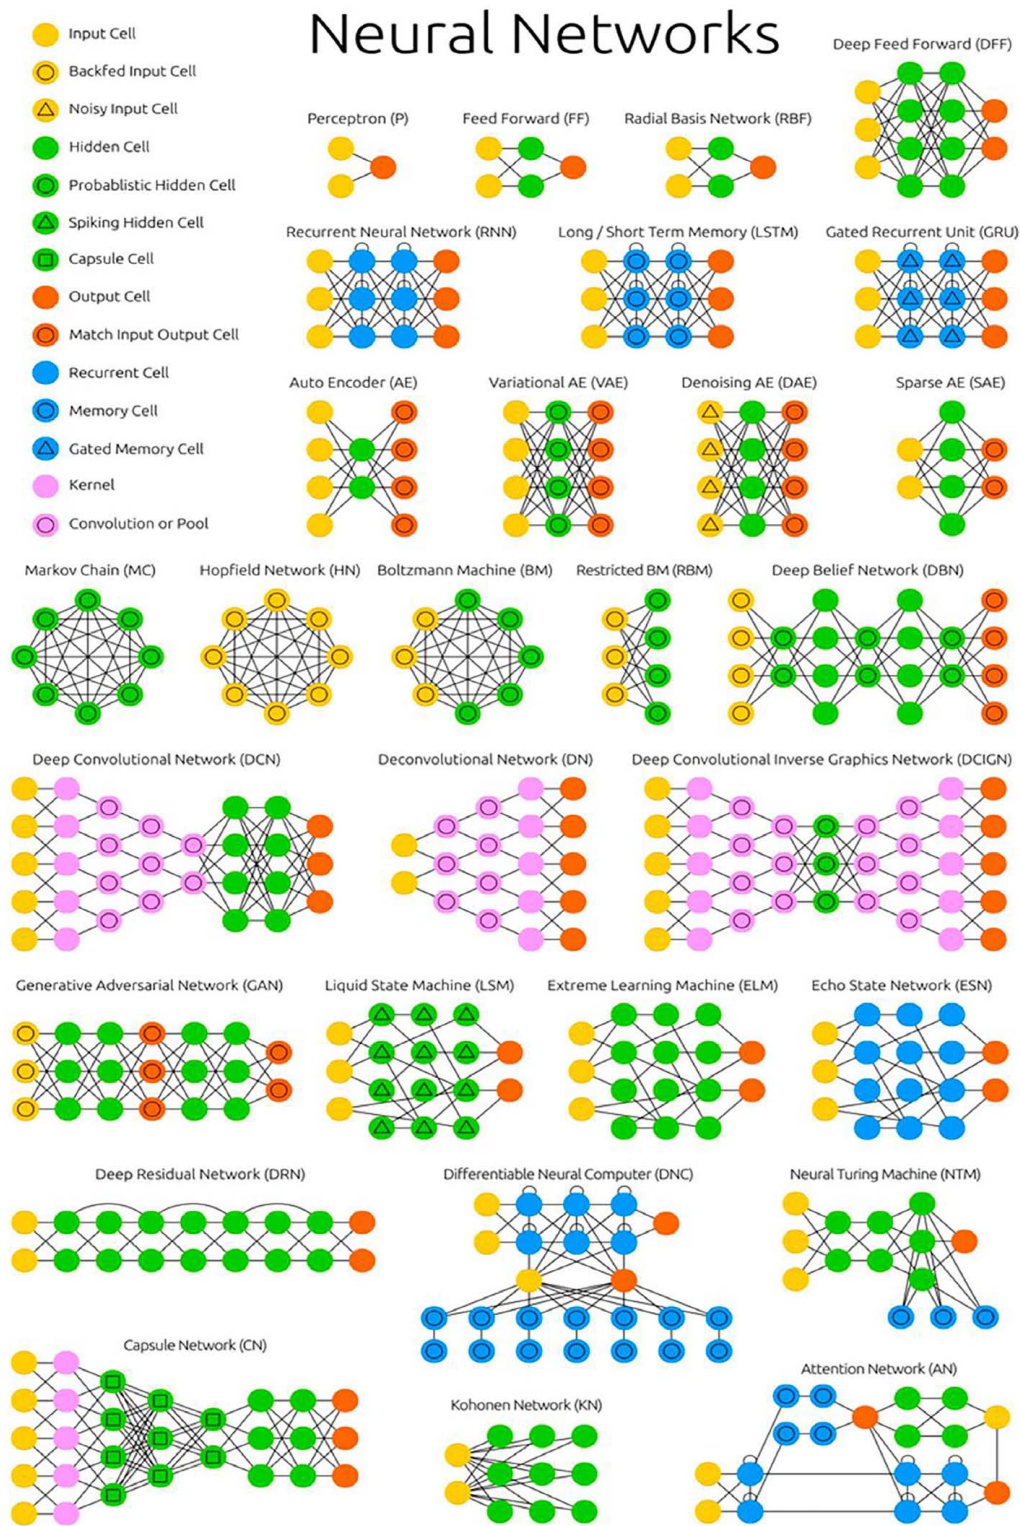 Neural Networks
Input Cell
Backfed Input Cell
Noisy Input Cell
Hidden Cell
Probablistic Hidden Cell
Spiking Hidden Cell
Capsule Cell
Output Cell
Match Input Output Cell
Recurrent Cell
Memory Cell
Gated Memory Cell
Kernel
Convolution or Pool
Deep Feed Forward (DFF)
Perceptron (P)
Feed Forward (FF)
Radial Basis Network (RBF)
Recurrent Neural Network (RNN)
Long / Short Term Memory (LSTM)
Gated Recurrent Unit (GRU)
Auto Encoder (AE)
Variational AE (VAE)
Denoising AE (DAE)
Sparse AE (SAE)
Markov Chain (MC)
Hopfield Network (HN)
Boltzmann Machine (BM)
Restricted BM (RBM)
Deep Belief Network (DBN)
Deep Convolutional Network (DCN)
Deconvolutional Network (DN)
Deep Convolutional Inverse Graphics Network (DCIGN)
Generative Adversarial Network (GAN)
Liquid State Machine (LSM)
Extreme Learning Machine (ELM)
Echo State Network (ESN)
Deep Residual Network (DRN)
Differentiable Neural Computer (DNC)
Neural Turing Machine (NTM)
Capsule Network (CN)
Kohonen Network (KN)
Attention Network (AN)